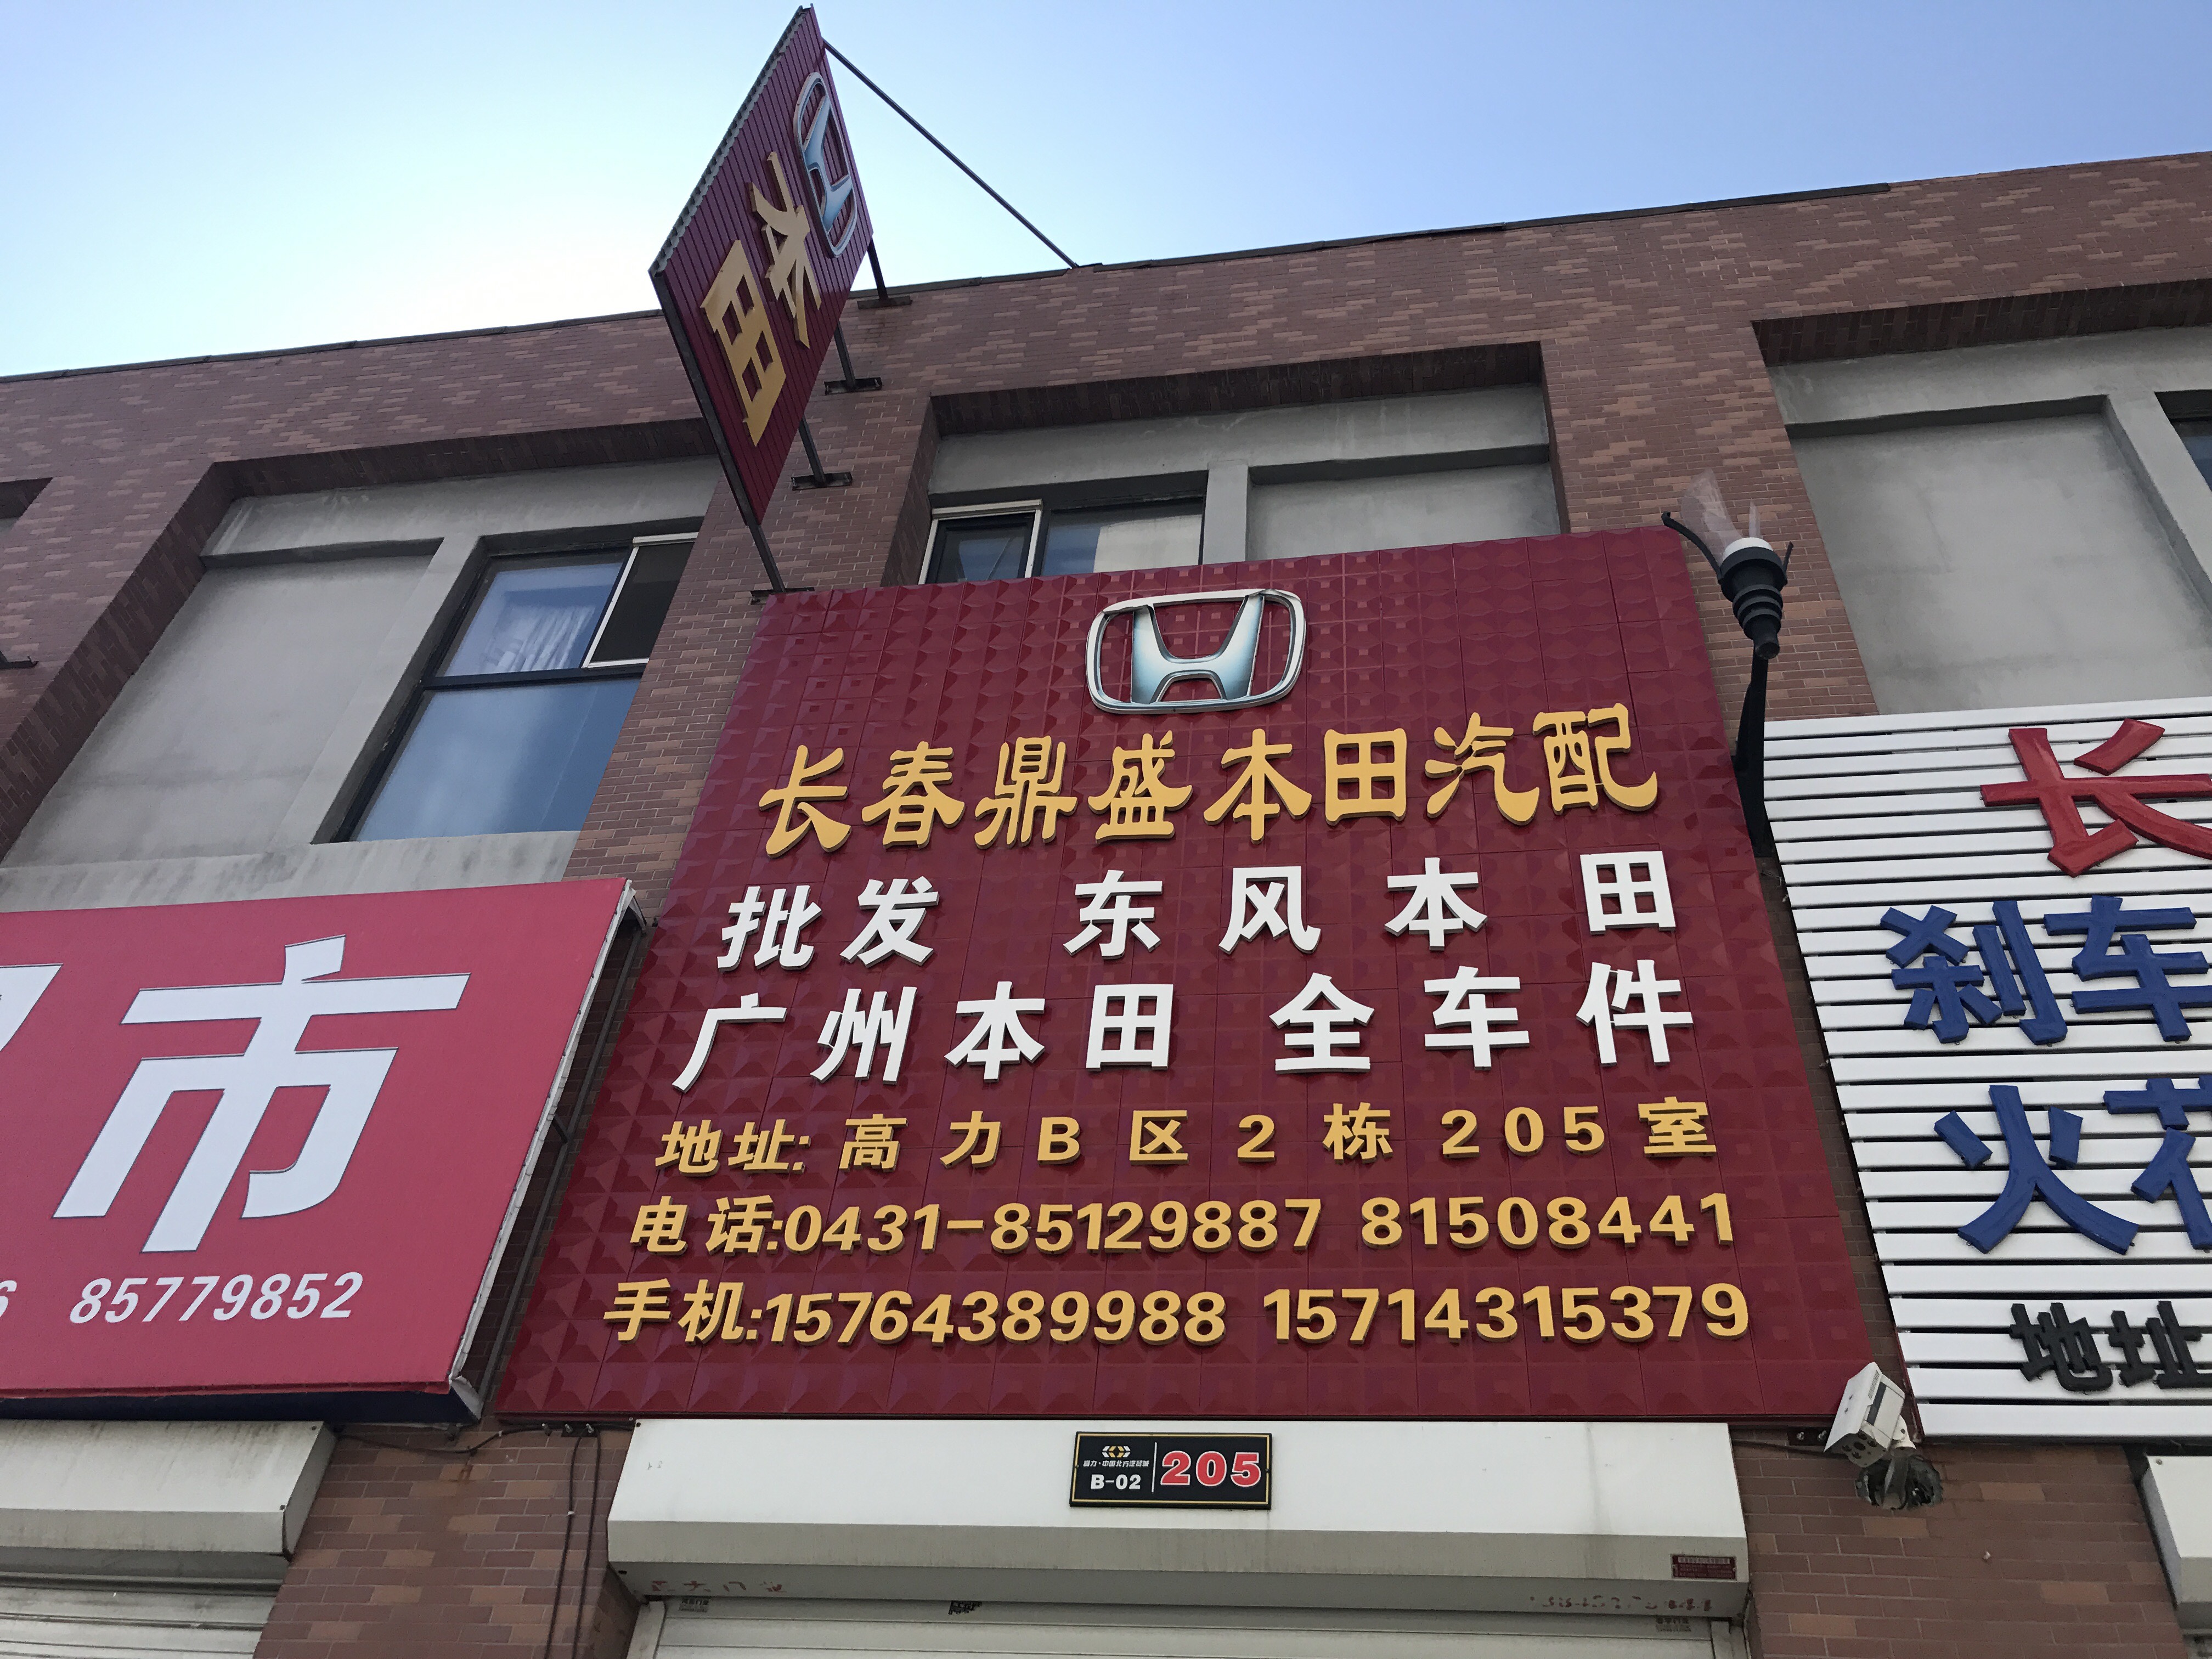 本田
长春鼎盛本田汽配
批发 东风本田
广州本田 全车件
地址: 高力B区2栋205室
电话:0431-85129887 81508441
手机:15764389988 15714315379
B-02 205
市
85779852
长
刹车
火花
地址